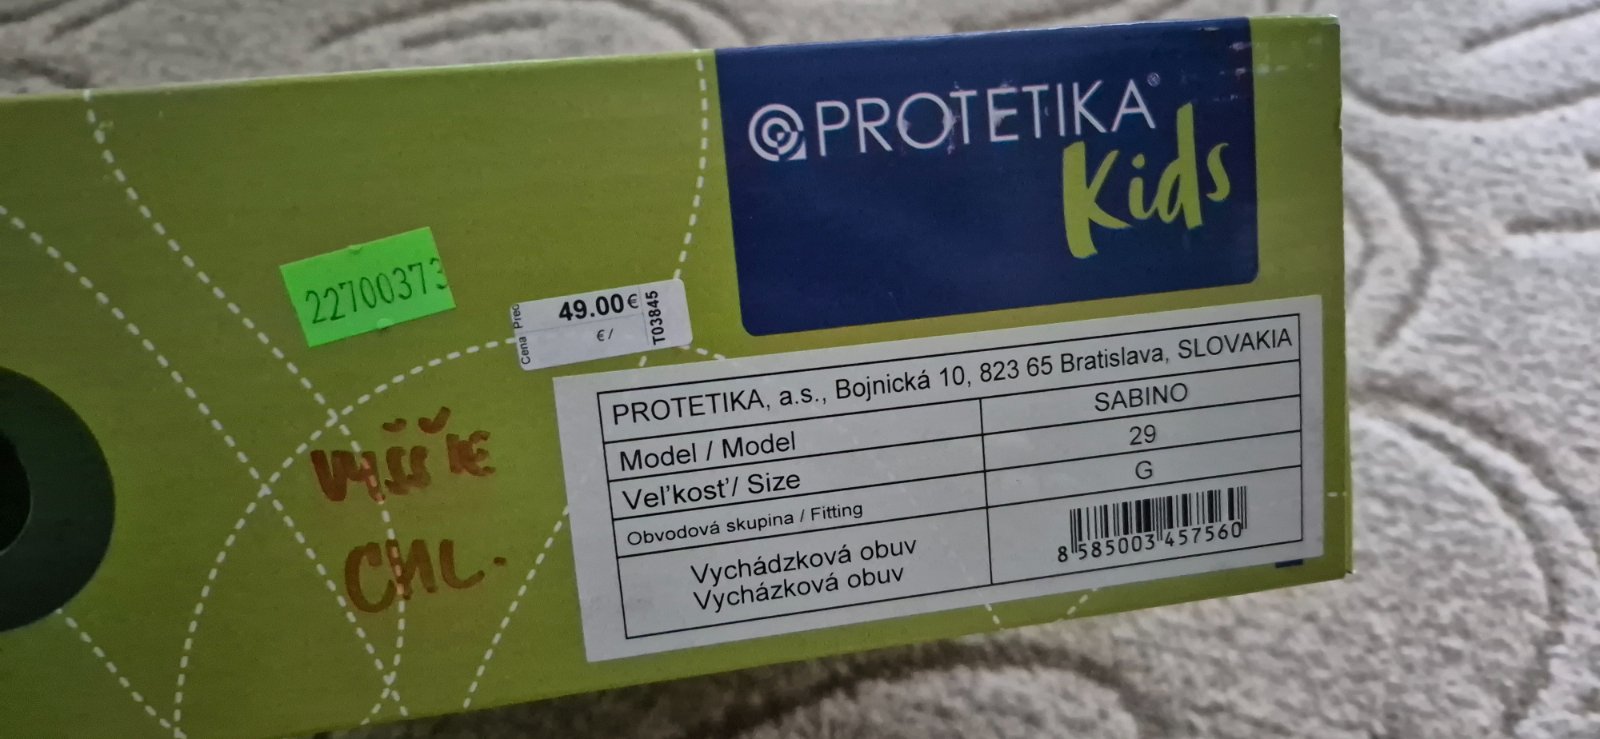 PROTETIKA®
Kids
22700373
Cena Prec
49.00€
€/
T03845
PROTETIKA, a.s., Bojnická 10, 823 65 Bratislava, SLOVAKIA
Model / Model SABINO
Veľkosť/ Size 29
Obvodová skupina / Fitting G
Vychádzková obuv
Vycházková obuv
8 585003 457560
CHL.